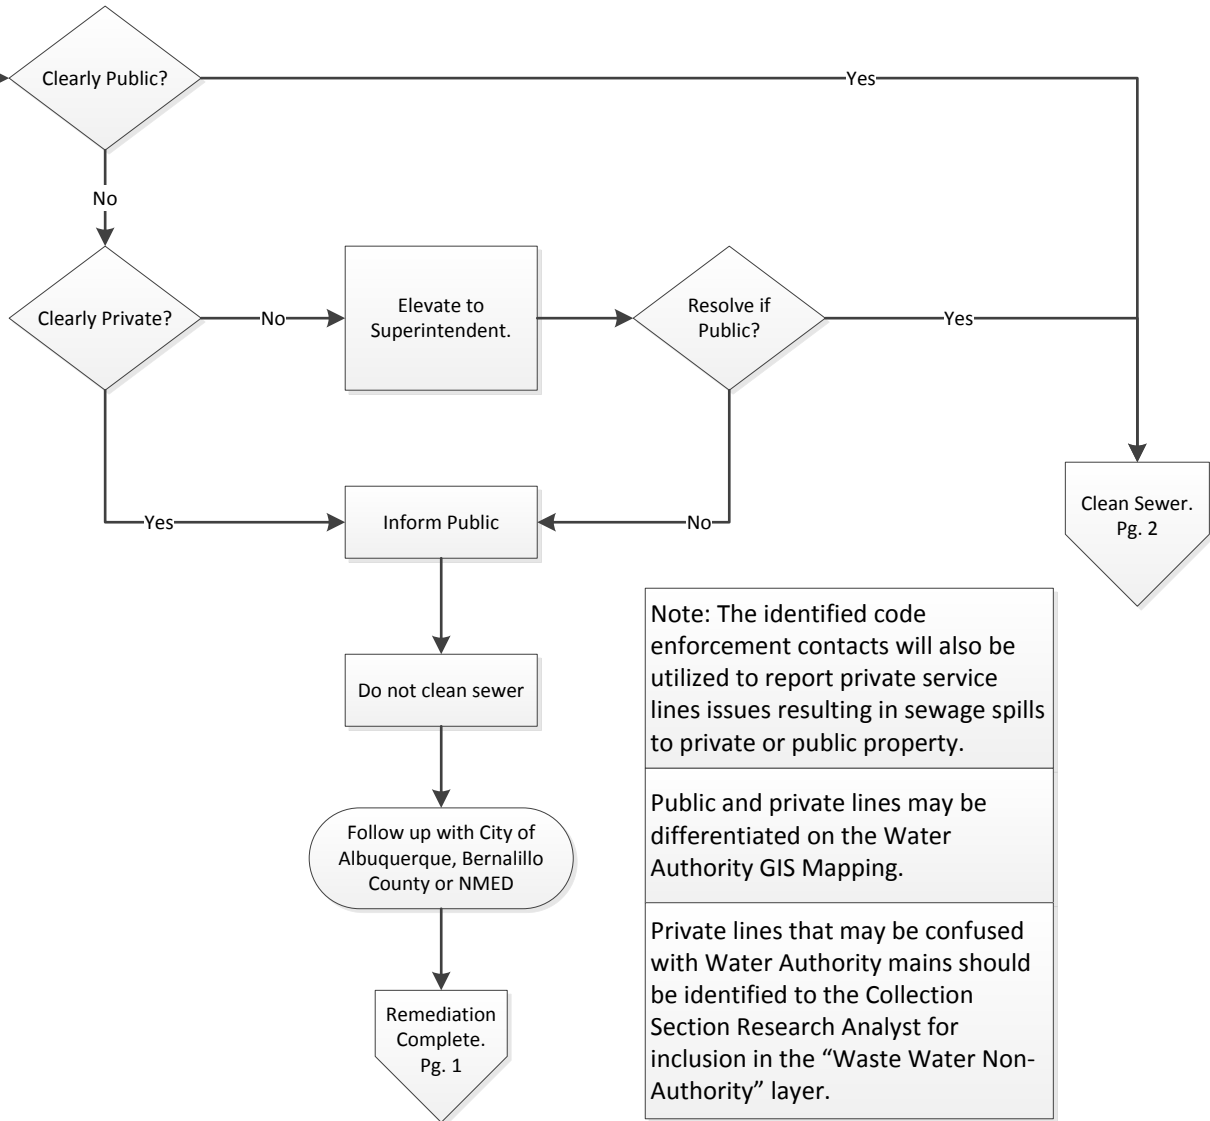 Clearly Public?
Yes
No
Clearly Private?
No
Elevate to
Superintendent.
Resolve if
Public?
Yes
Yes
Inform Public
No
Clean Sewer.
Pg. 2
Do not clean sewer
Follow up with City of
Albuquerque, Bernalillo
County or NMED
Remediation
Complete.
Pg. 1
Note: The identified code
enforcement contacts will also be
utilized to report private service
lines issues resulting in sewage spills
to private or public property.
Public and private lines may be
differentiated on the Water
Authority GIS Mapping.
Private lines that may be confused
with Water Authority mains should
be identified to the Collection
Section Research Analyst for
inclusion in the “Waste Water Non-
Authority” layer.